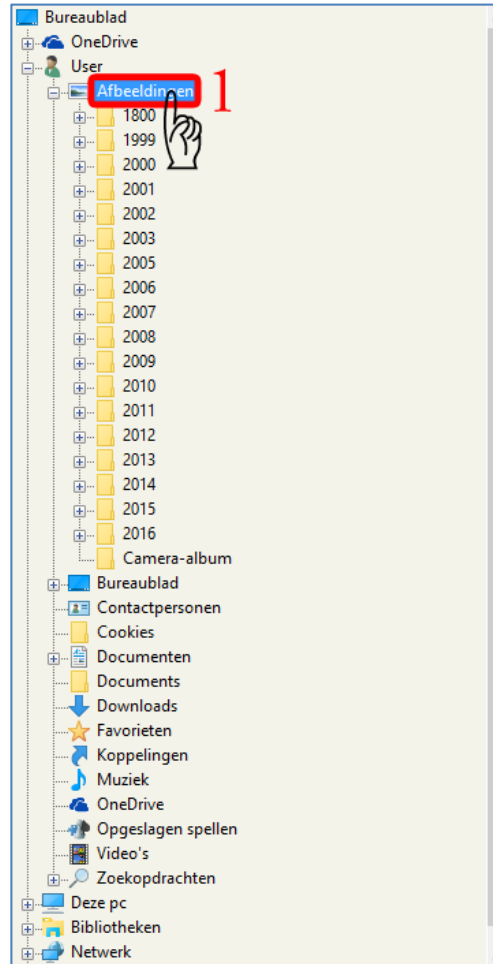 Bureaublad
OneDrive
User
Afbeeldingen 1
1800
1999
2000
2001
2002
2003
2005
2006
2007
2008
2009
2010
2011
2012
2013
2014
2015
2016
Camera-album
Bureaublad
Contactpersonen
Cookies
Documenten
Documents
Downloads
Favorieten
Koppelingen
Muziek
OneDrive
Opgeslagen spellen
Video's
Zoekopdrachten
Deze pc
Bibliotheken
Netwerk